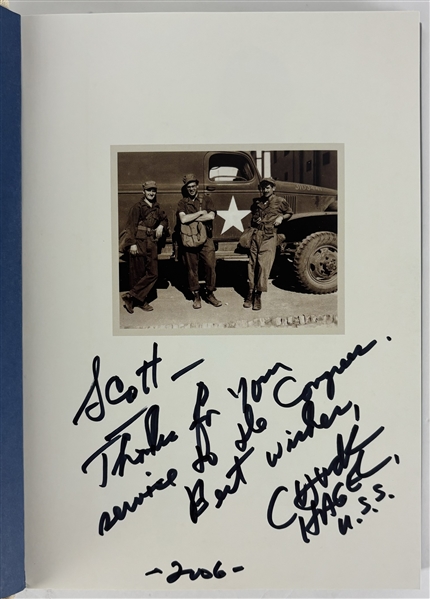 Scott —
Thanks for your
service to the Congress.
Best wishes,
Chuck
HAGEL,
U.S.S.
- 2006 -